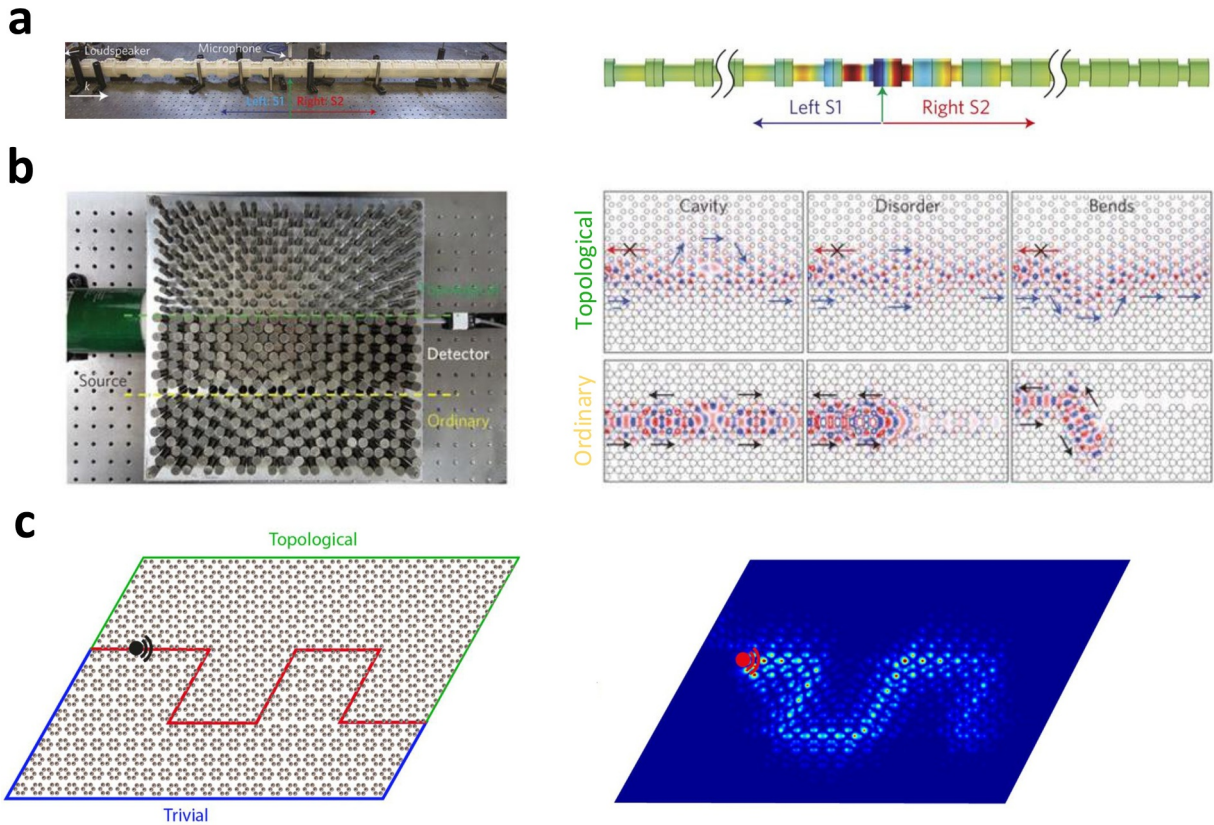 a
Loudspeaker
Microphone
k
Left: S1 Right: S2
Left S1 Right S2
b
Source
Detector
Ordinary
Topological
Cavity
Disorder
Bends
Ordinary
c
Topological
Trivial